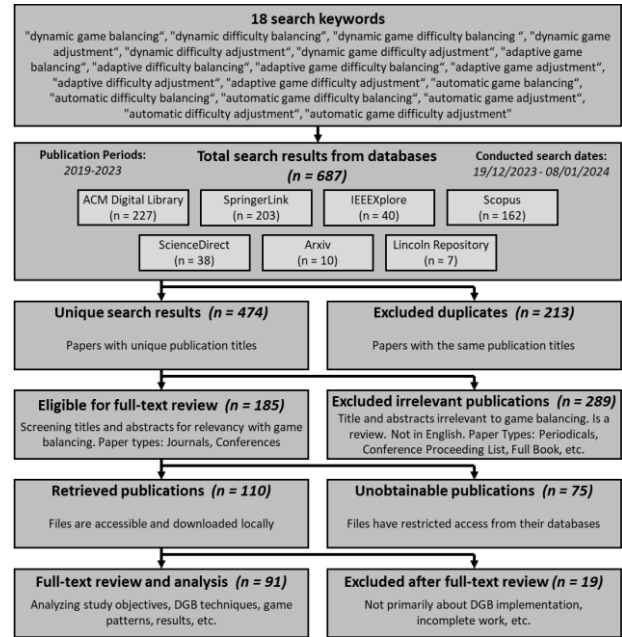 18 search keywords
"dynamic game balancing“, "dynamic difficulty balancing”, "dynamic game difficulty balancing “, "dynamic game
adjustment“, "dynamic difficulty adjustment“, "dynamic game difficulty adjustment“, "adaptive game
balancing“, "adaptive difficulty balancing“, "adaptive game difficulty balancing“, "adaptive game adjustment“,
"adaptive difficulty adjustment“, "adaptive game difficulty adjustment“, "automatic game balancing“,
"automatic difficulty balancing“, "automatic game difficulty balancing“, "automatic game adjustment“,
"automatic difficulty adjustment“, "automatic game difficulty adjustment"
Publication Periods:
2019-2023
Total search results from databases
(n = 687)
Conducted search dates:
19/12/2023 - 08/01/2024
ACM Digital Library
(n = 227)
SpringerLink
(n = 203)
IEEEXplore
(n = 40)
Scopus
(n = 162)
ScienceDirect
(n = 38)
Arxiv
(n = 10)
Lincoln Repository
(n = 7)
Unique search results (n = 474)
Papers with unique publication titles
Excluded duplicates (n = 213)
Papers with the same publication titles
Eligible for full-text review (n = 185)
Screening titles and abstracts for relevancy with game
balancing. Paper types: Journals, Conferences
Excluded irrelevant publications (n = 289)
Title and abstracts irrelevant to game balancing. Is a
review. Not in English. Paper Types: Periodicals,
Conference Proceeding List, Full Book, etc.
Retrieved publications (n = 110)
Files are accessible and downloaded locally
Unobtainable publications (n = 75)
Files have restricted access from their databases
Full-text review and analysis (n = 91)
Analyzing study objectives, DGB techniques, game
patterns, results, etc.
Excluded after full-text review (n = 19)
Not primarily about DGB implementation,
incomplete work, etc.